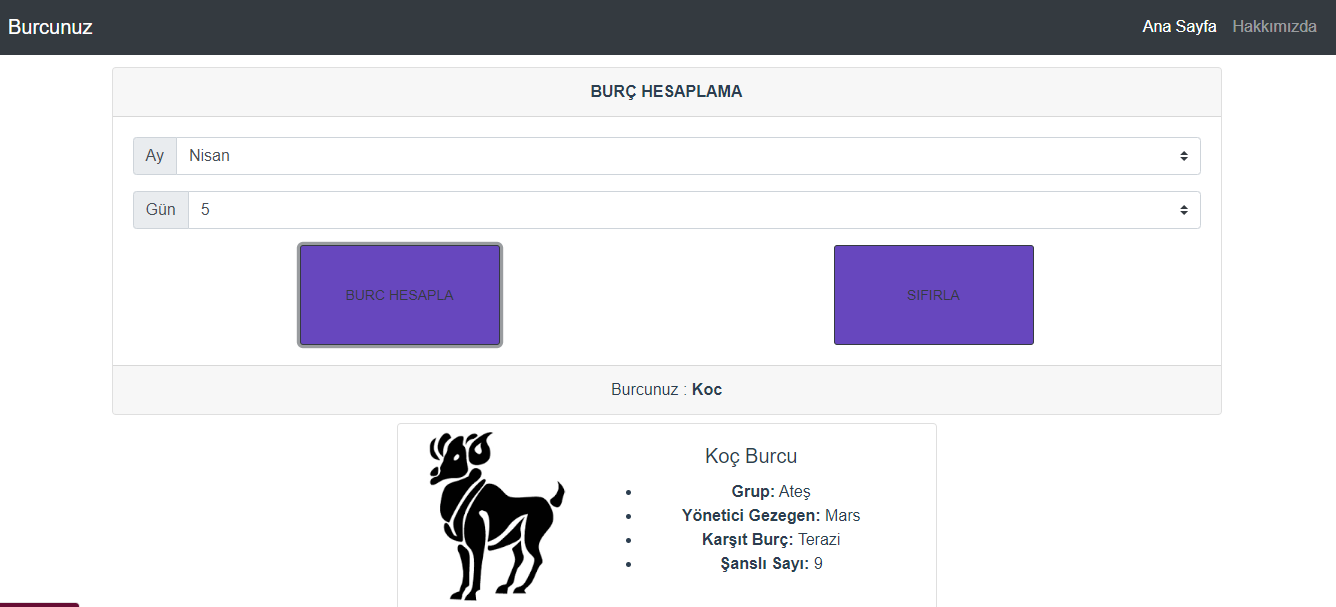 Burcunuz
Ana Sayfa Hakkımızda
BURÇ HESAPLAMA
Ay Nisan
Gün 5
BURC HESAPLA
SIFIRLA
Burcunuz : Koc
Koç Burcu
Grup: Ateş
Yönetici Gezegen: Mars
Karşıt Burç: Terazi
Şanslı Sayı: 9